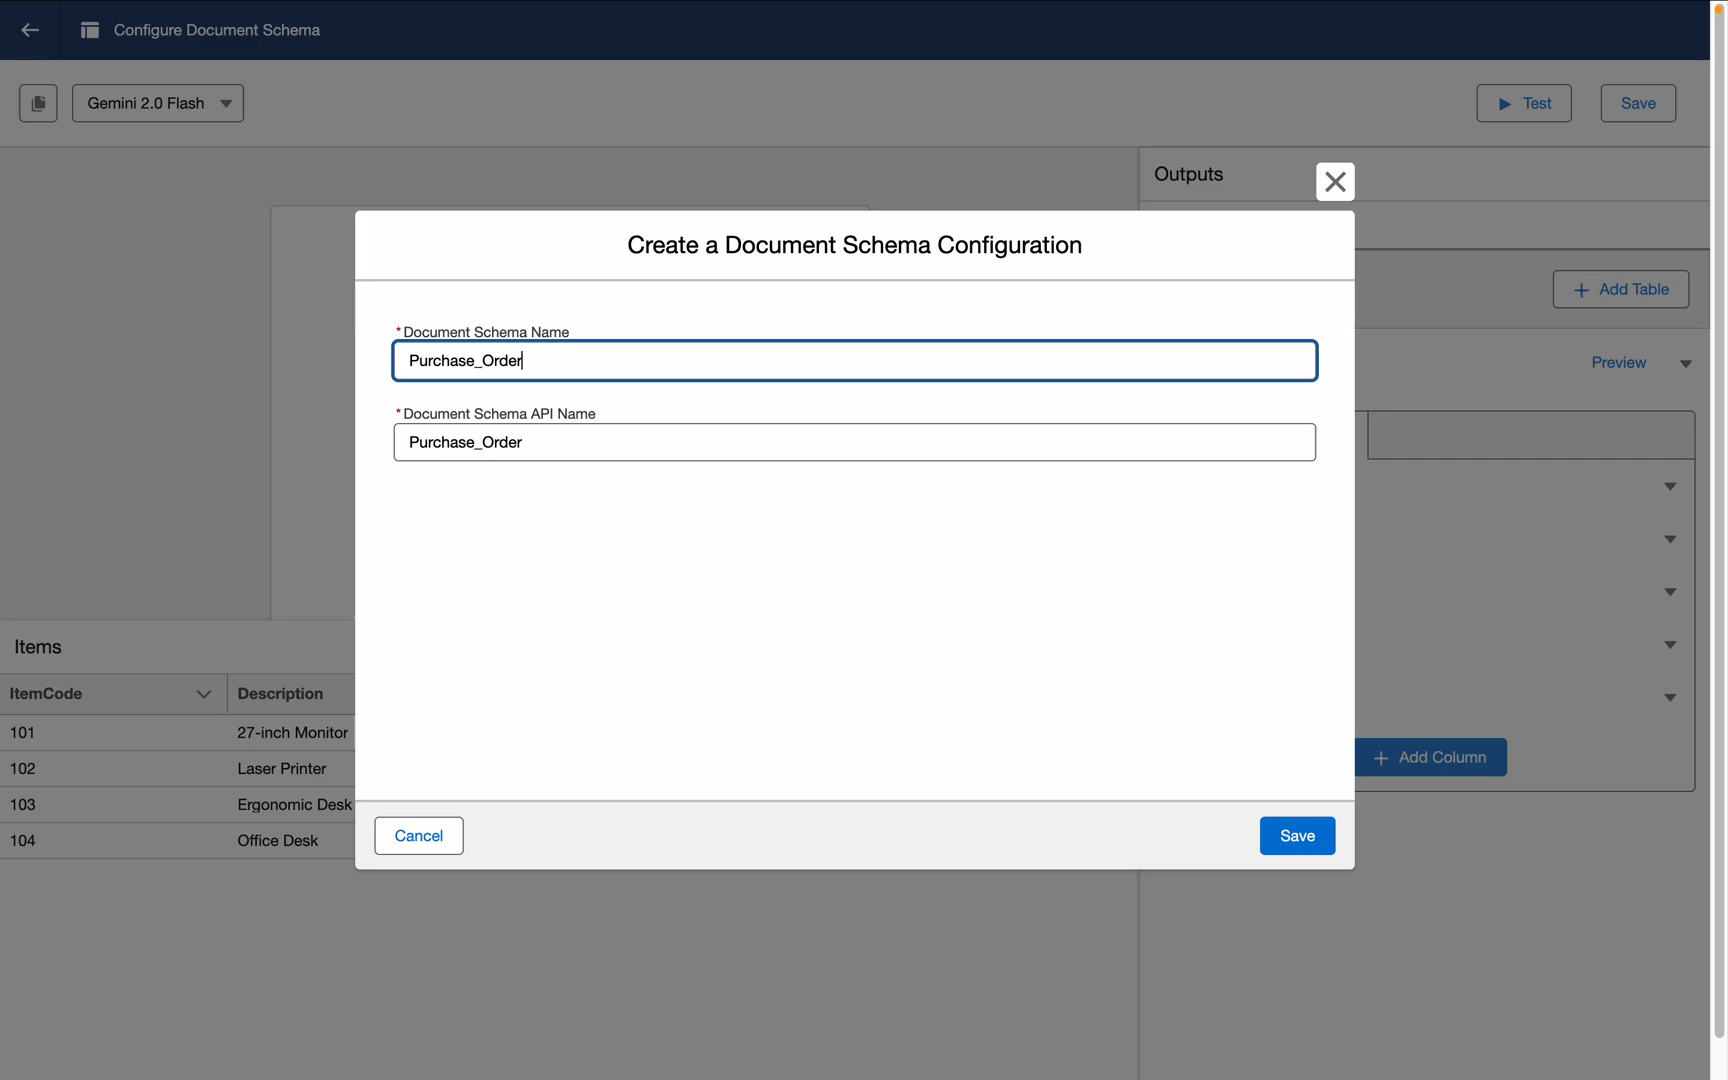 Configure Document Schema
Gemini 2.0 Flash
Test
Save
Outputs
Create a Document Schema Configuration
Add Table
*Document Schema Name
Purchase_Order
Preview
*Document Schema API Name
Purchase_Order
Items
ItemCode
Description
101
27-inch Monitor
102
Laser Printer
Add Column
103
Ergonomic Desk
104
Office Desk
Cancel
Save